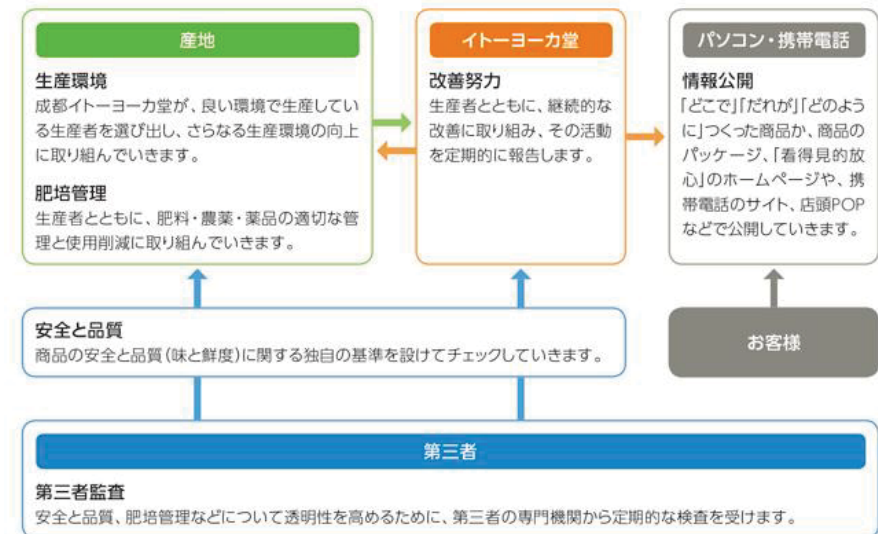 産地
生産環境
成都イトーヨーカ堂が、良い環境で生産してい
る生産者を選び出し、さらなる生産環境の向上
に取り組んでいきます。
肥培管理
生産者とともに、肥料・農薬・薬品の適切な管
理と使用削減に取り組んでいきます。
イトーヨーカ堂
改善努力
生産者とともに、継続的な
改善に取り組み、その活動
を定期的に報告します。
パソコン・携帯電話
情報公開
「どこで」「だれが」「どのよう
に」つくった商品か、商品の
パッケージ、「看得見的放
心」のホームページや、携
帯電話のサイト、店頭POP
などで公開していきます。
安全と品質
商品の安全と品質（味と鮮度）に関する独自の基準を設けてチェックしていきます。
お客様
第三者
第三者監査
安全と品質、肥培管理などについて透明性を高めるために、第三者の専門機関から定期的な検査を受けます。